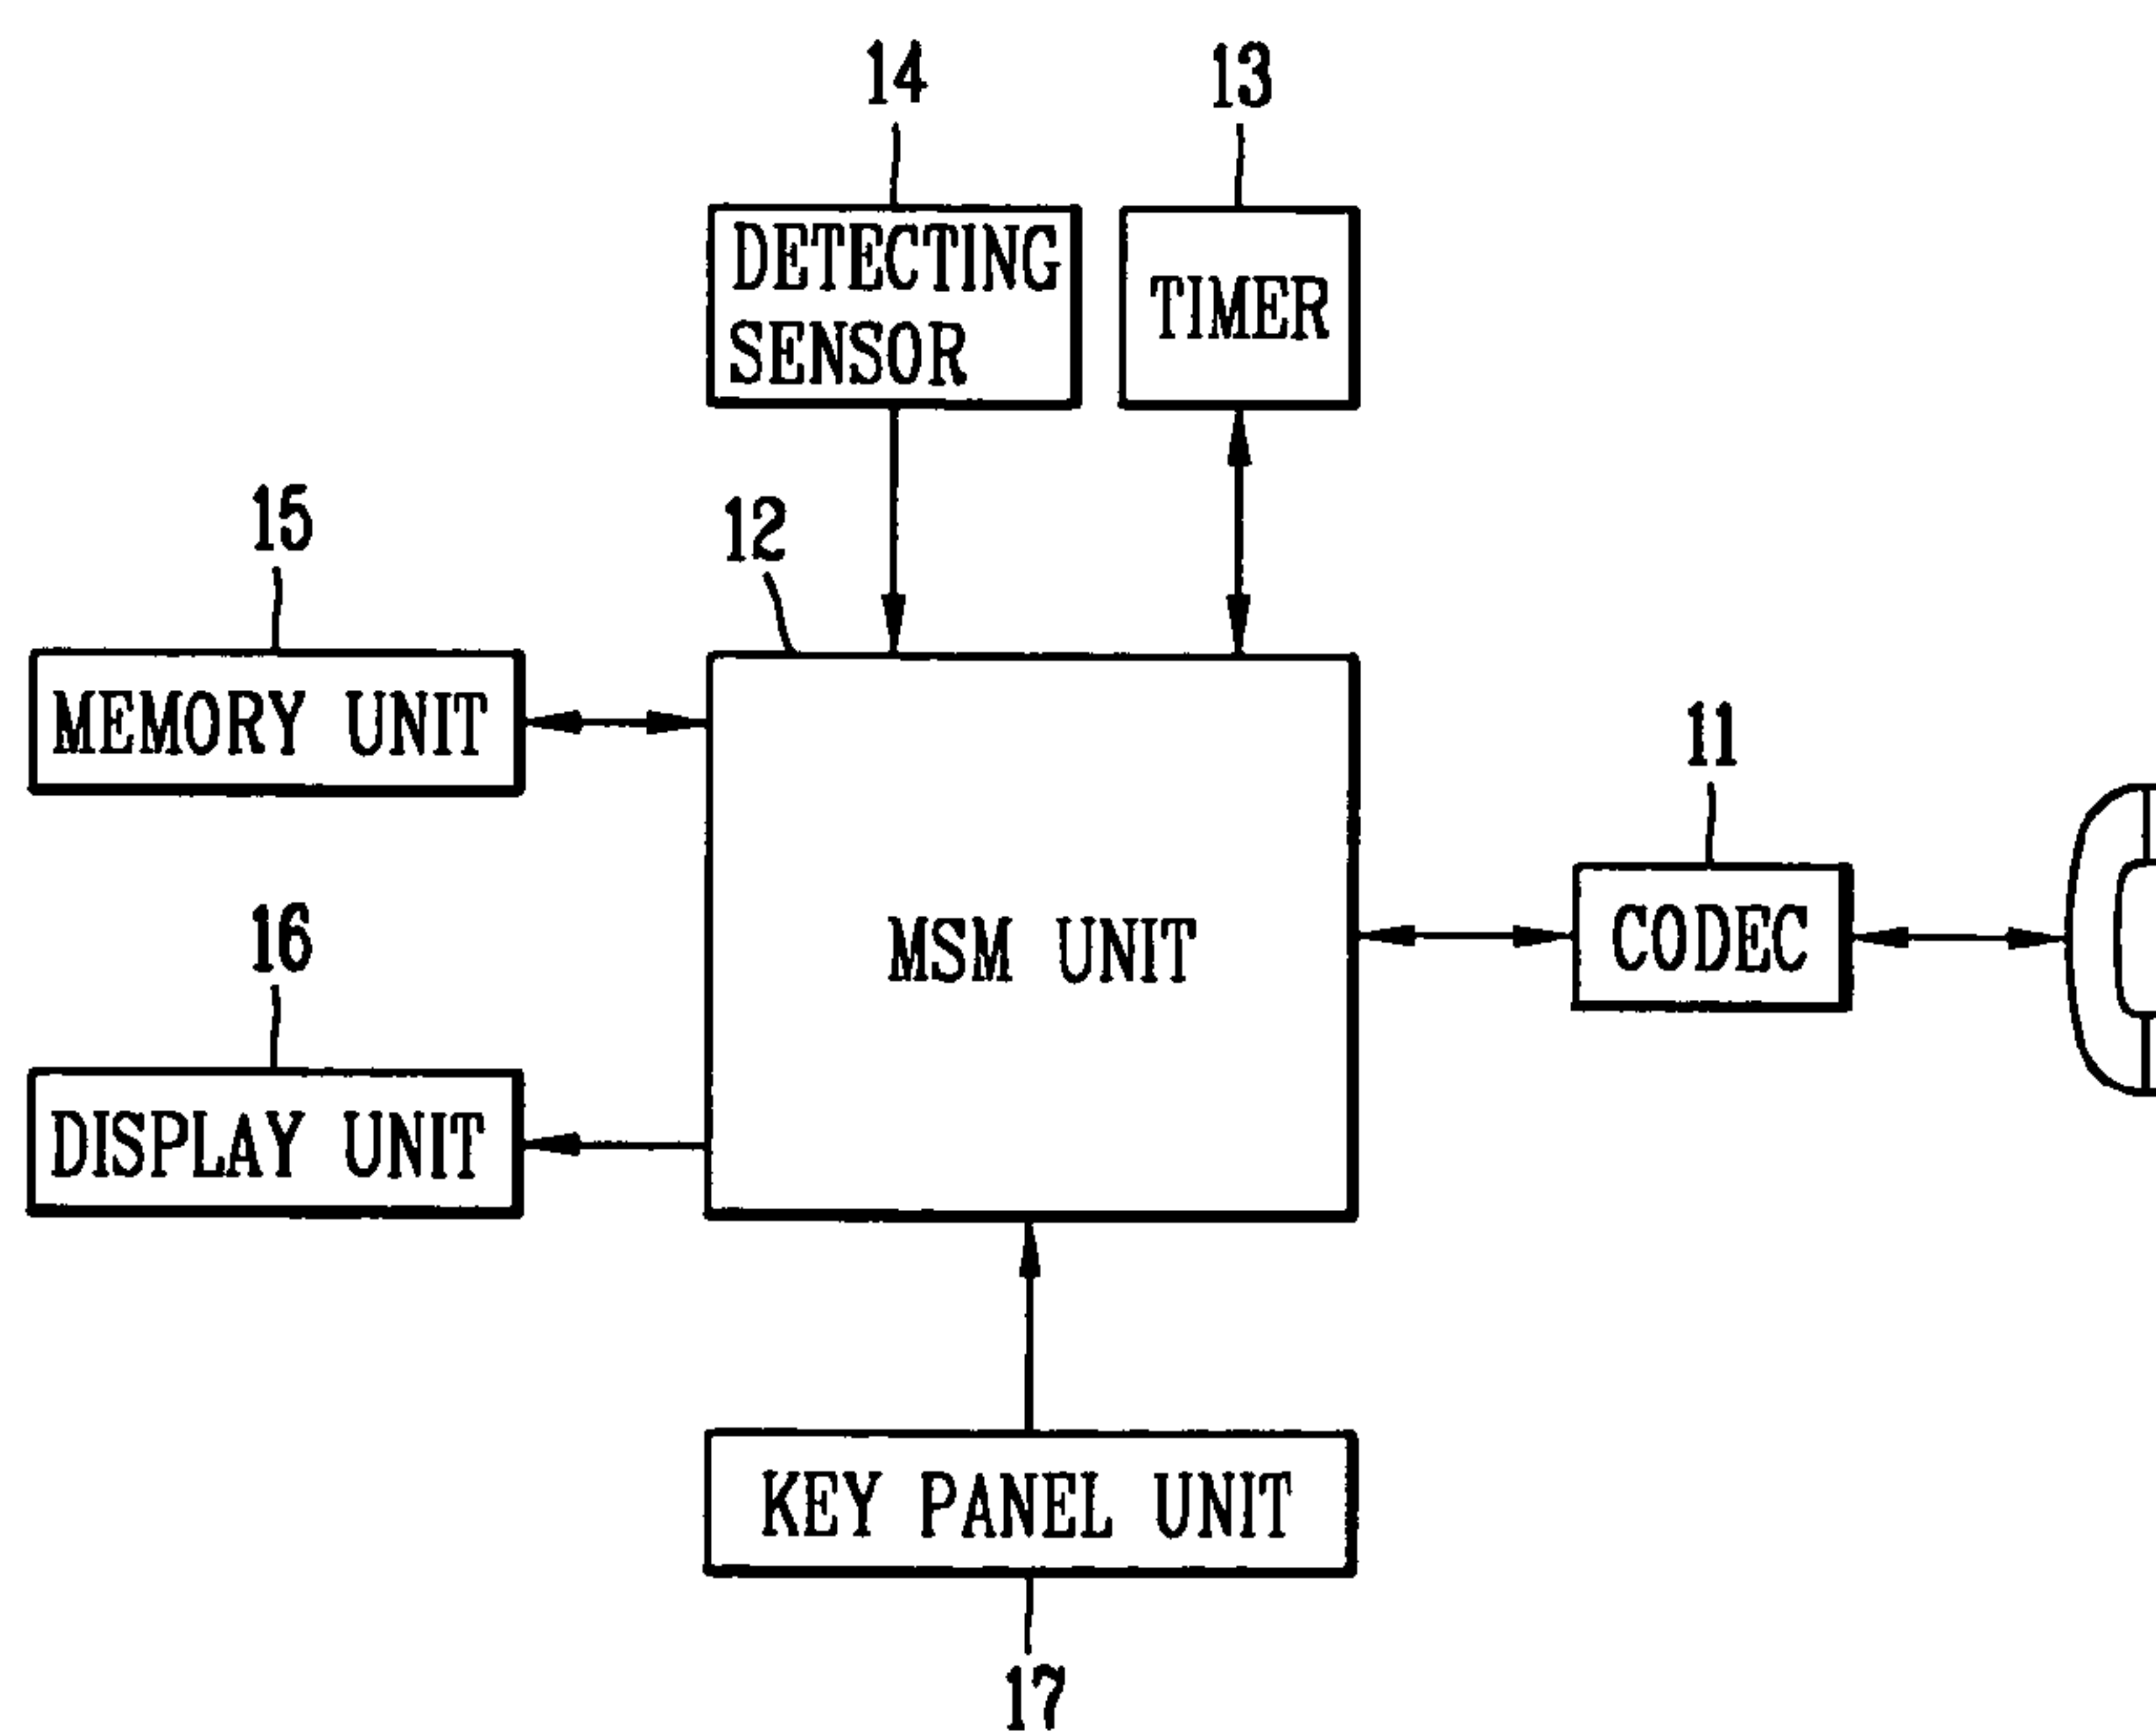 14
13
DETECTING
SENSOR
TIMER
15
12
MEMORY UNIT
11
16
MSM UNIT
CODEC
DISPLAY UNIT
KEY PANEL UNIT
17